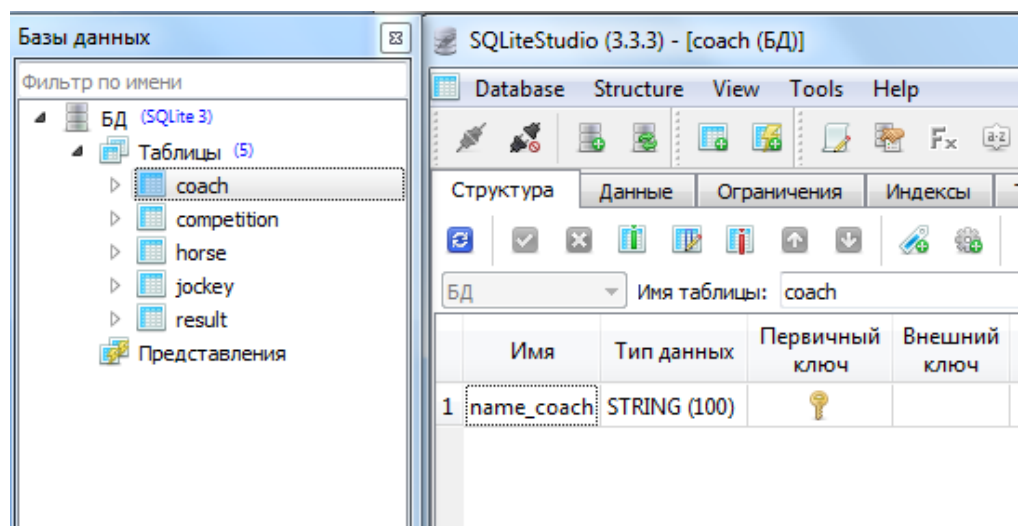 Базы данных
Фильтр по имени
БД (SQLite 3)
Таблицы (5)
coach
competition
horse
jockey
result
Представления
SQLiteStudio (3.3.3) - [coach (БД)]
Database Structure View Tools Help
Fx a-z
Структура Данные Ограничения Индексы
БД Имя таблицы: coach
Имя Тип данных Первичный ключ Внешний ключ
1 name_coach STRING (100)